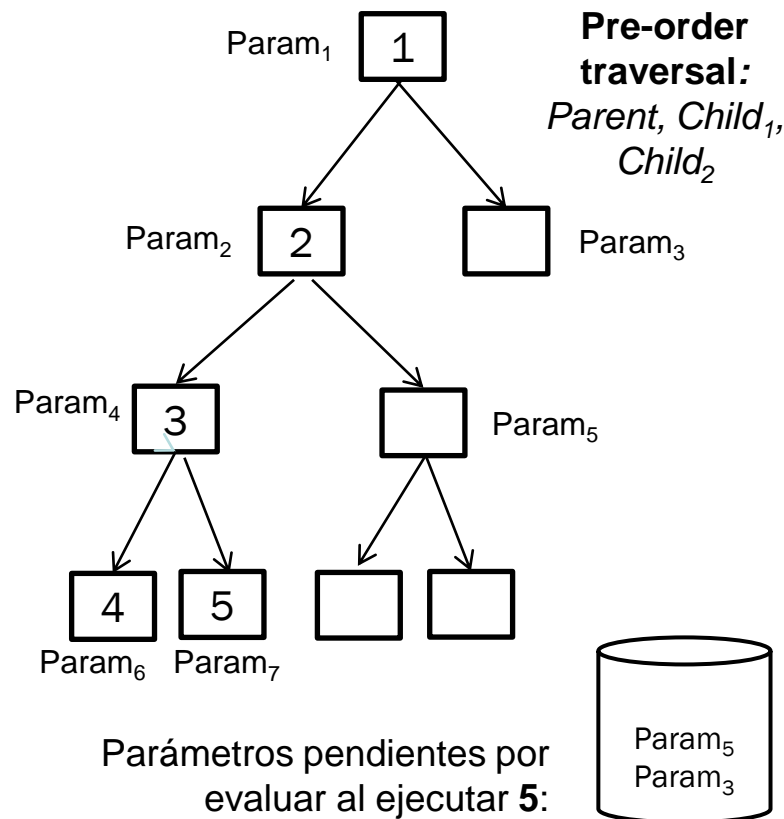 Param₁
1
Pre-order
traversal:
Parent, Child₁,
Child₂
Param₂
2
Param₃
Param₄
3
Param₅
4
5
Param₆
Param₇
Parámetros pendientes por
evaluar al ejecutar 5:
Param₅
Param₃